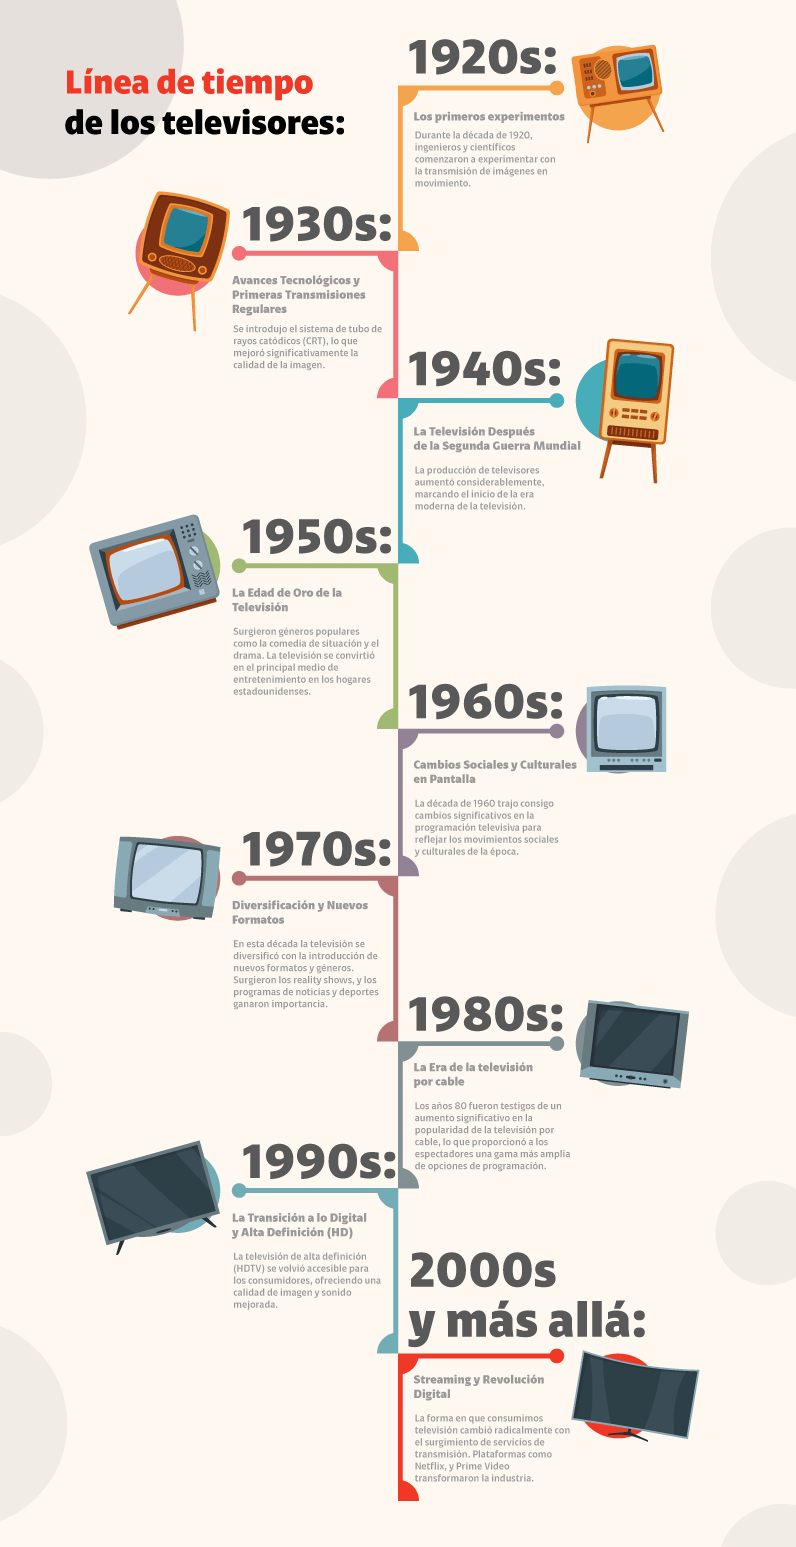 Línea de tiempo
de los televisores:
1920s:
Los primeros experimentos
Durante la década de 1920,
ingenieros y científicos
comenzaron a experimentar con
la transmisión de imágenes en
movimiento.
1930s:
Avances Tecnológicos y
Primeras Transmisiones
Regulares
Se introdujo el sistema de tubo de
rayos catódicos (CRT), lo que
mejoró significativamente la
calidad de la imagen.
1940s:
La Televisión Después
de la Segunda Guerra Mundial
La producción de televisores
aumentó considerablemente,
marcando el inicio de la era
moderna de la televisión.
1950s:
La Edad de Oro de la
Televisión
Surgieron géneros populares
como la comedia de situación y el
drama. La televisión se convirtió
en el principal medio de
entretenimiento en los hogares
estadounidenses.
1960s:
Cambios Sociales y Culturales
en Pantalla
La década de 1960 trajo consigo
cambios significativos en la
programación televisiva para
reflejar los movimientos sociales
y culturales de la época.
1970s:
Diversificación y Nuevos
Formatos
En esta década la televisión se
diversificó con la introducción de
nuevos formatos y géneros.
Surgieron los reality shows, y los
programas de noticias y deportes
ganaron importancia.
1980s:
La Era de la televisión
por cable
Los años 80 fueron testigos de un
aumento significativo en la
popularidad de la televisión por
cable, lo que proporcionó a los
espectadores una gama más amplia
de opciones de programación.
1990s:
La Transición a lo Digital
y Alta Definición (HD)
La televisión de alta definición
(HDTV) se volvió accesible para
los consumidores, ofreciendo una
calidad de imagen y sonido
mejorada.
2000s
y más allá:
Streaming y Revolución
Digital
La forma en que consumimos
televisión cambió radicalmente con
el surgimiento de servicios de
transmisión. Plataformas como
Netflix, y Prime Video
transformaron la industria.